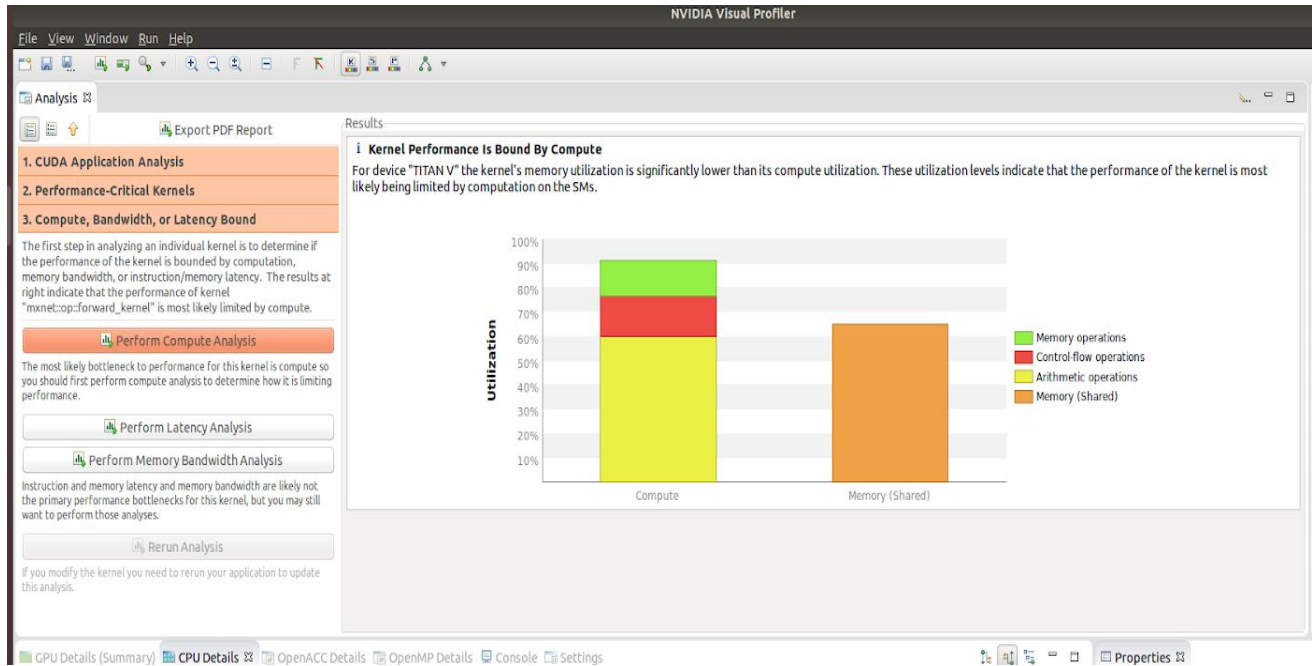 NVIDIA Visual Profiler
File View Window Run Help
Analysis
Export PDF Report
1. CUDA Application Analysis
2. Performance-Critical Kernels
3. Compute, Bandwidth, or Latency Bound
The first step in analyzing an individual kernel is to determine if
the performance of the kernel is bounded by computation,
memory bandwidth, or instruction/memory latency. The results at
right indicate that the performance of kernel
"mxnet::op::forward_kernel" is most likely limited by compute.
Perform Compute Analysis
The most likely bottleneck to performance for this kernel is compute so
you should first perform compute analysis to determine how it is limiting
performance.
Perform Latency Analysis
Perform Memory Bandwidth Analysis
Instruction and memory latency and memory bandwidth are likely not
the primary performance bottlenecks for this kernel, but you may still
want to perform those analyses.
Rerun Analysis
If you modify the kernel you need to rerun your application to update
this analysis.
Results
i Kernel Performance Is Bound By Compute
For device "TITAN V" the kernel's memory utilization is significantly lower than its compute utilization. These utilization levels indicate that the performance of the kernel is most
likely being limited by computation on the SMs.
100%
90%
80%
70%
60%
50%
40%
30%
20%
10%
Utilization
Compute
Memory (Shared)
Memory operations
Control-flow operations
Arithmetic operations
Memory (Shared)
GPU Details (Summary) CPU Details OpenACC Details OpenMP Details Console Settings
Properties